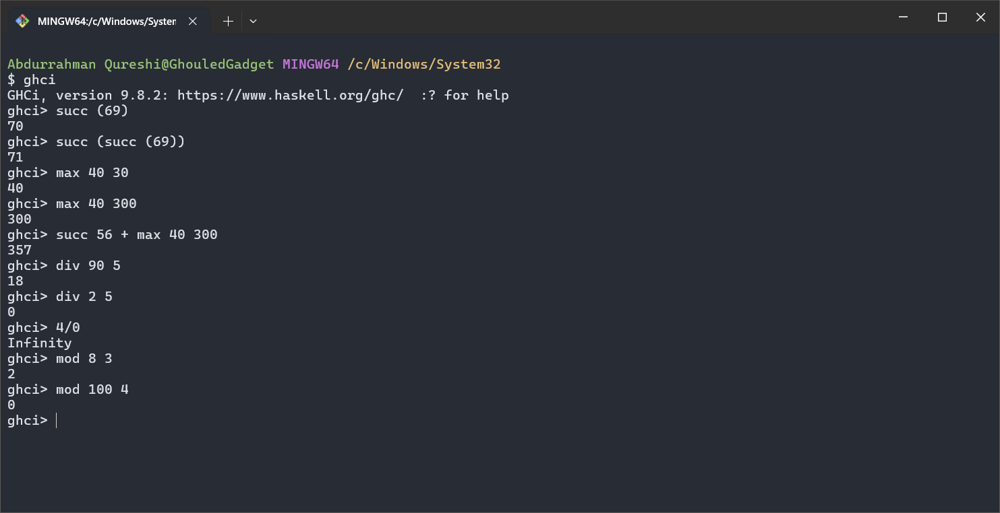 MINGW64:/c/Windows/System
Abdurrahman Qureshi@GhouledGadget MINGW64 /c/Windows/System32
$ ghci
GHCi, version 9.8.2: https://www.haskell.org/ghc/  :? for help
ghci> succ (69)
70
ghci> succ (succ (69))
71
ghci> max 40 30
40
ghci> max 40 300
300
ghci> succ 56 + max 40 300
357
ghci> div 90 5
18
ghci> div 2 5
0
ghci> 4/0
Infinity
ghci> mod 8 3
2
ghci> mod 100 4
0
ghci>